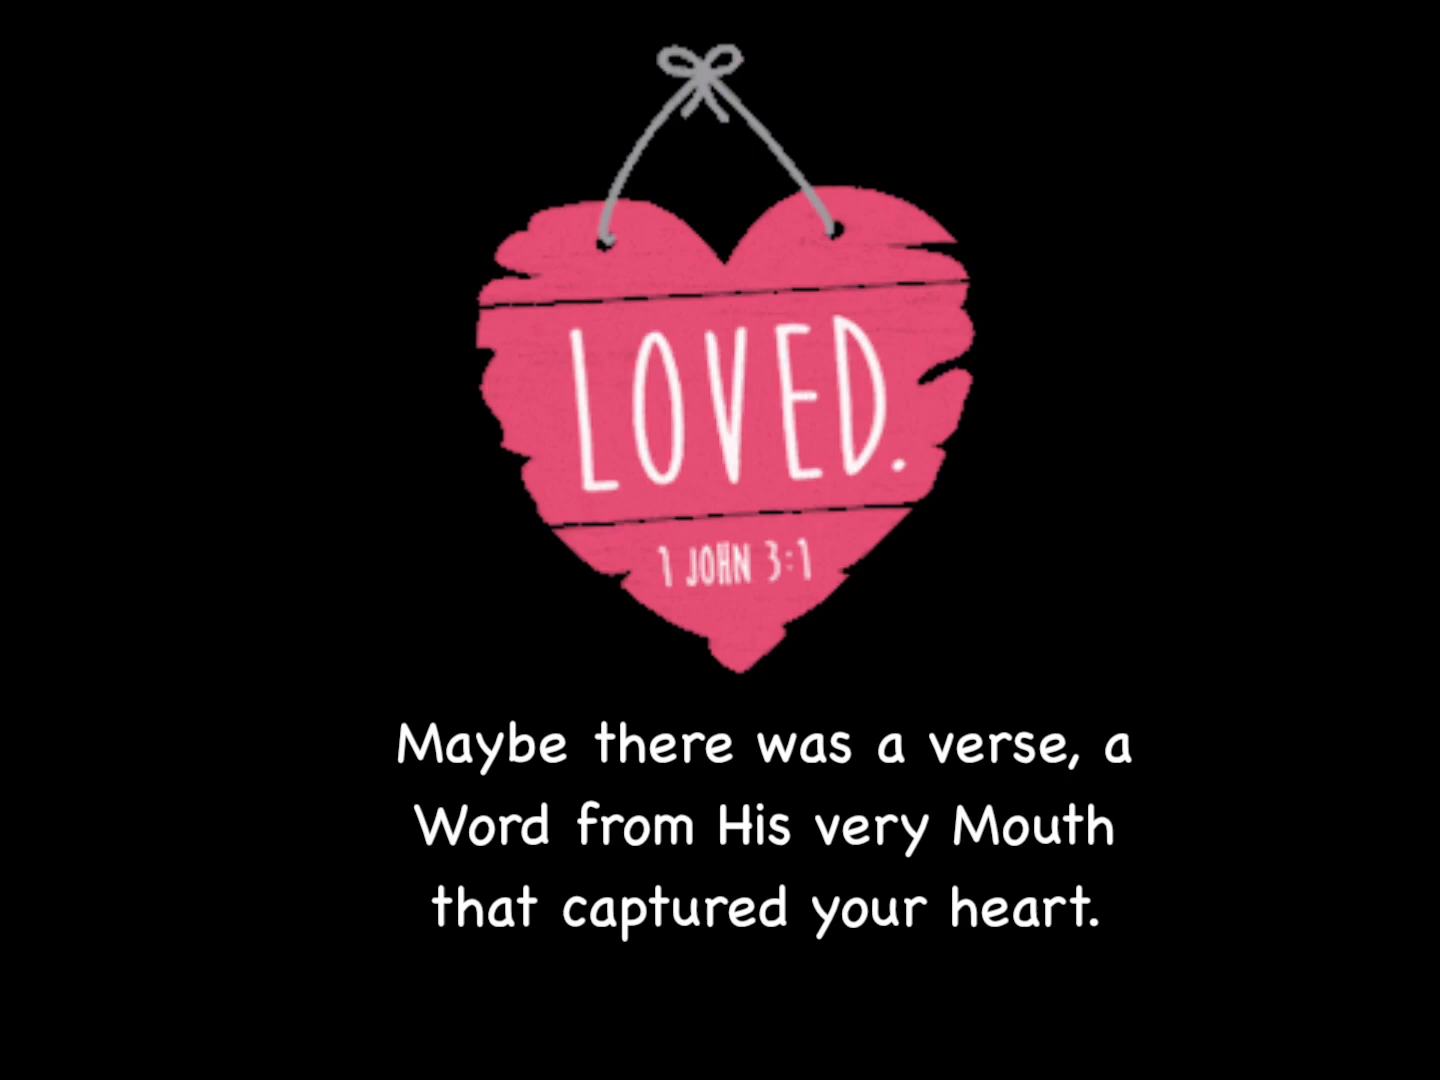 LOVED.
1 JOHN 3:1
Maybe there was a verse, a
Word from His very Mouth
that captured your heart.